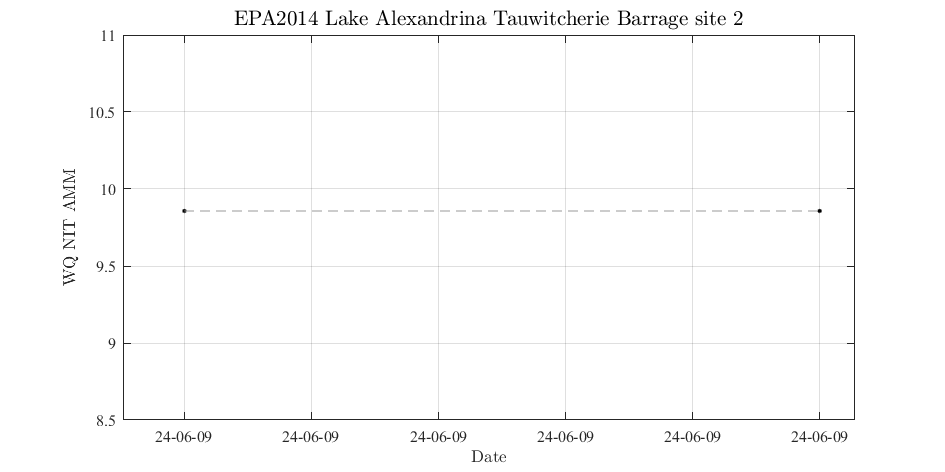 EPA2014 Lake Alexandrina Tauwitcherie Barrage site 2
11
10.5
10
9.5
9
8.5
WQ NIT AMM
24-06-09 24-06-09 24-06-09 24-06-09 24-06-09 24-06-09
Date